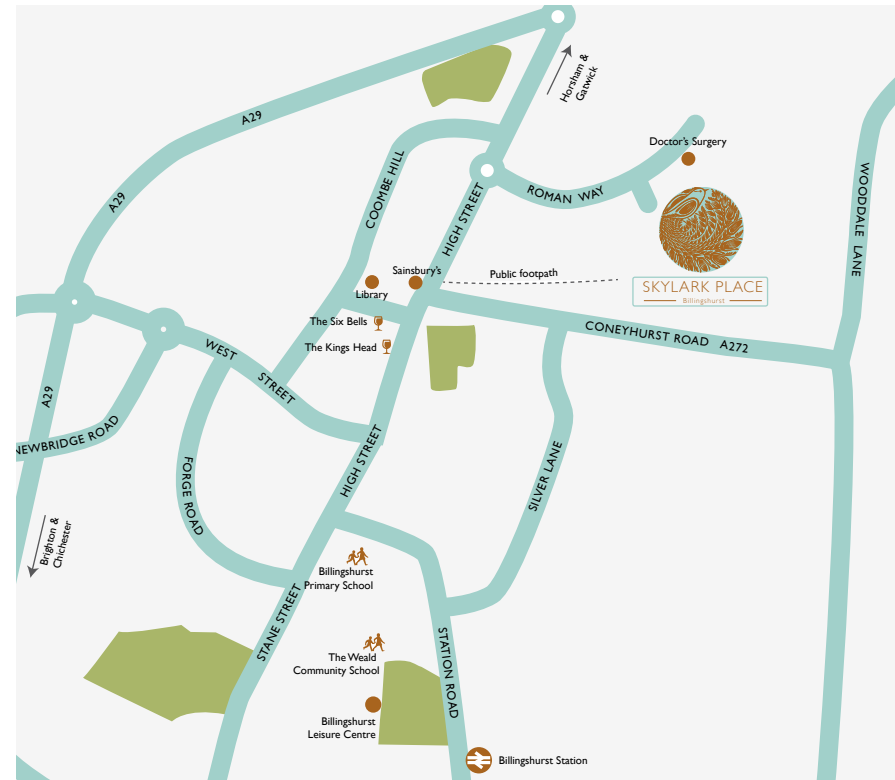 Horsham &
Gatwick
A29
Doctor's Surgery
COOMBE HILL
WOODDALE LANE
A29
HIGH STREET
ROMAN WAY
Sainsbury's
Public footpath
SKYLARK PLACE
Billingshurst
Library
The Six Bells
CONEYHURST ROAD A272
The Kings Head
WEST
STREET
A29
NEWBRIDGE ROAD
HIGH STREET
SILVER LANE
FORGE ROAD
Brighton &
Chichester
Billingshurst
Primary School
STANE STREET
STATION ROAD
The Weald
Community School
Billingshurst
Leisure Centre
Billingshurst Station